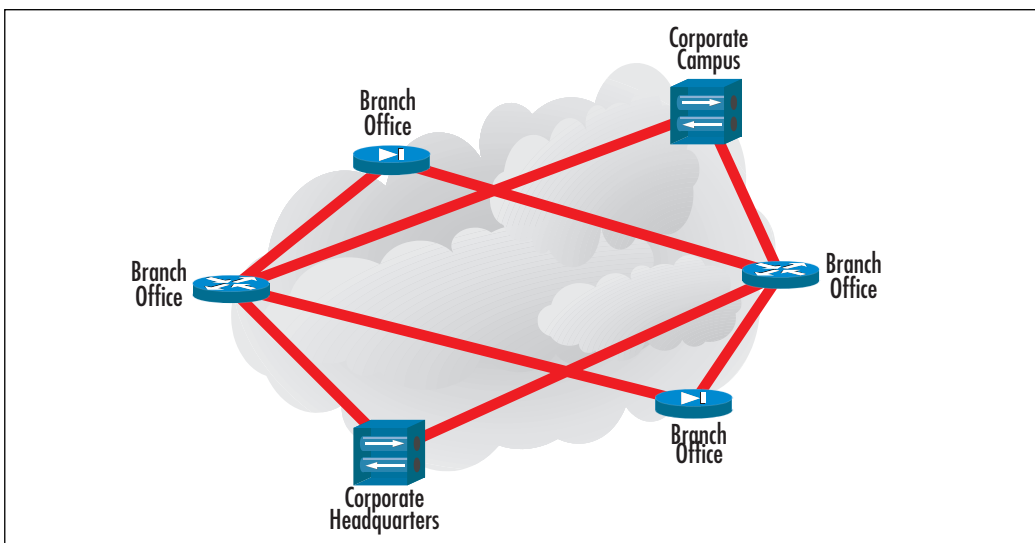 Corporate
Campus
Branch
Office
Branch
Office
Branch
Office
Branch
Office
Corporate
Headquarters